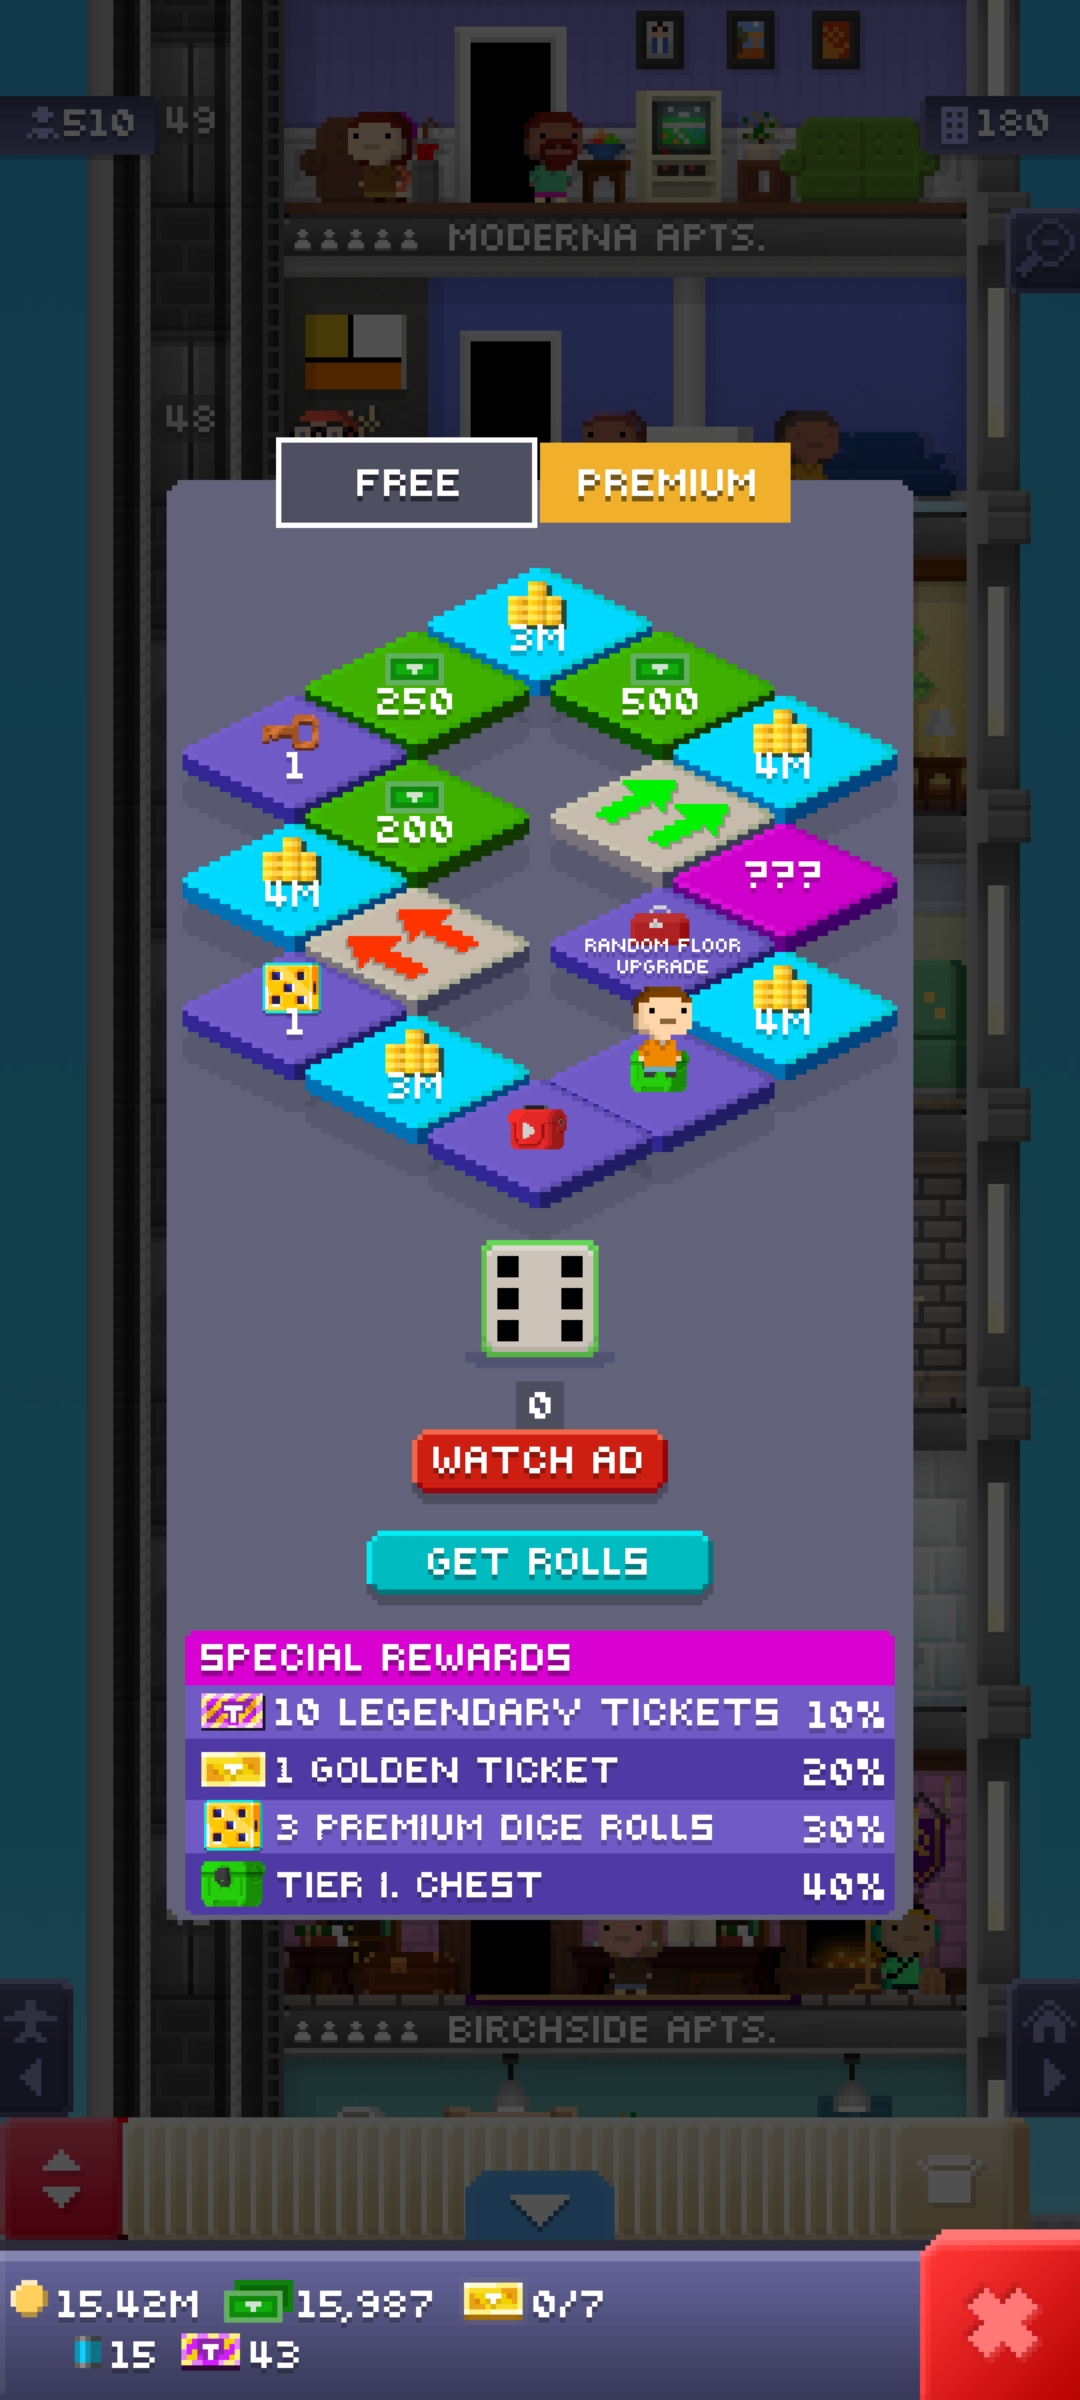 510
49
180
MODERNA APTS.
48
FREE
PREMIUM
3M
250
500
1
4M
200
4M
???
RANDOM FLOOR
UPGRADE
1
4M
3M
0
WATCH AD
GET ROLLS
SPECIAL REWARDS
10 LEGENDARY TICKETS 10%
1 GOLDEN TICKET 20%
3 PREMIUM DICE ROLLS 30%
TIER 1. CHEST 40%
BIRCHSIDE APTS.
15.42M 15,987 0/7
15 43